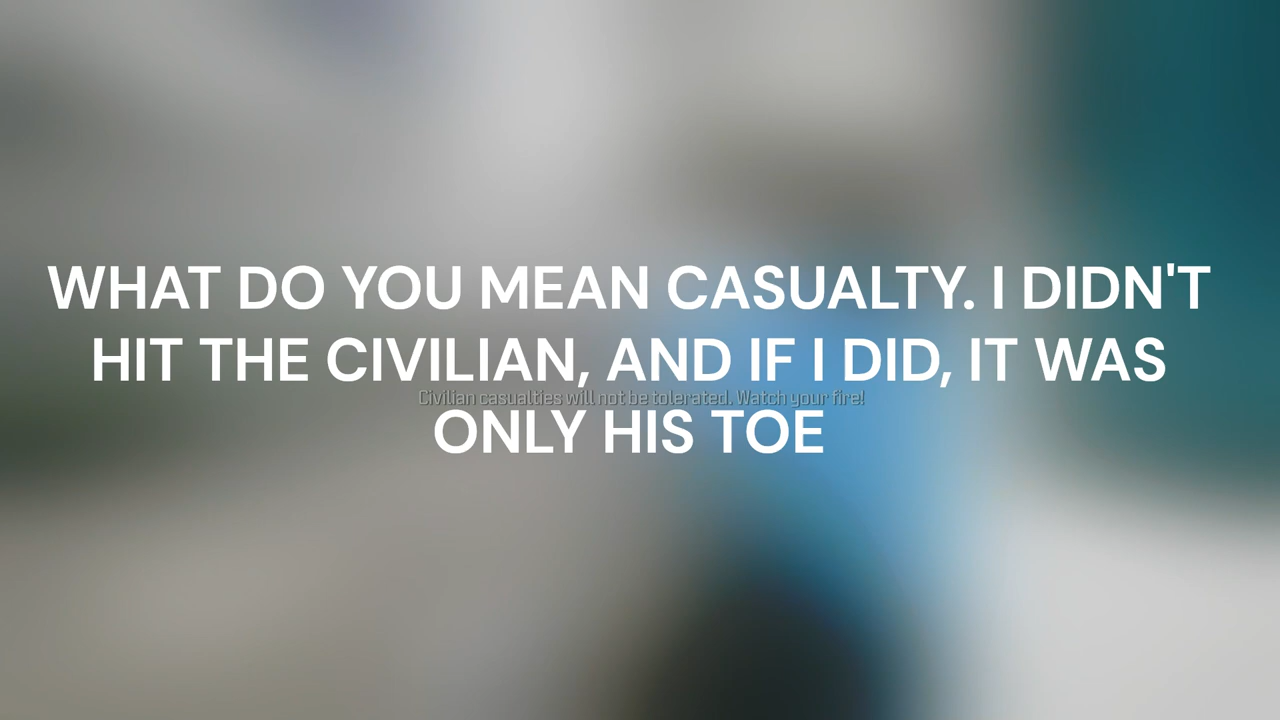 WHAT DO YOU MEAN CASUALTY. I DIDN'T
HIT THE CIVILIAN, AND IF I DID, IT WAS
Civilian casualties will not be tolerated. Watch your fire!
ONLY HIS TOE